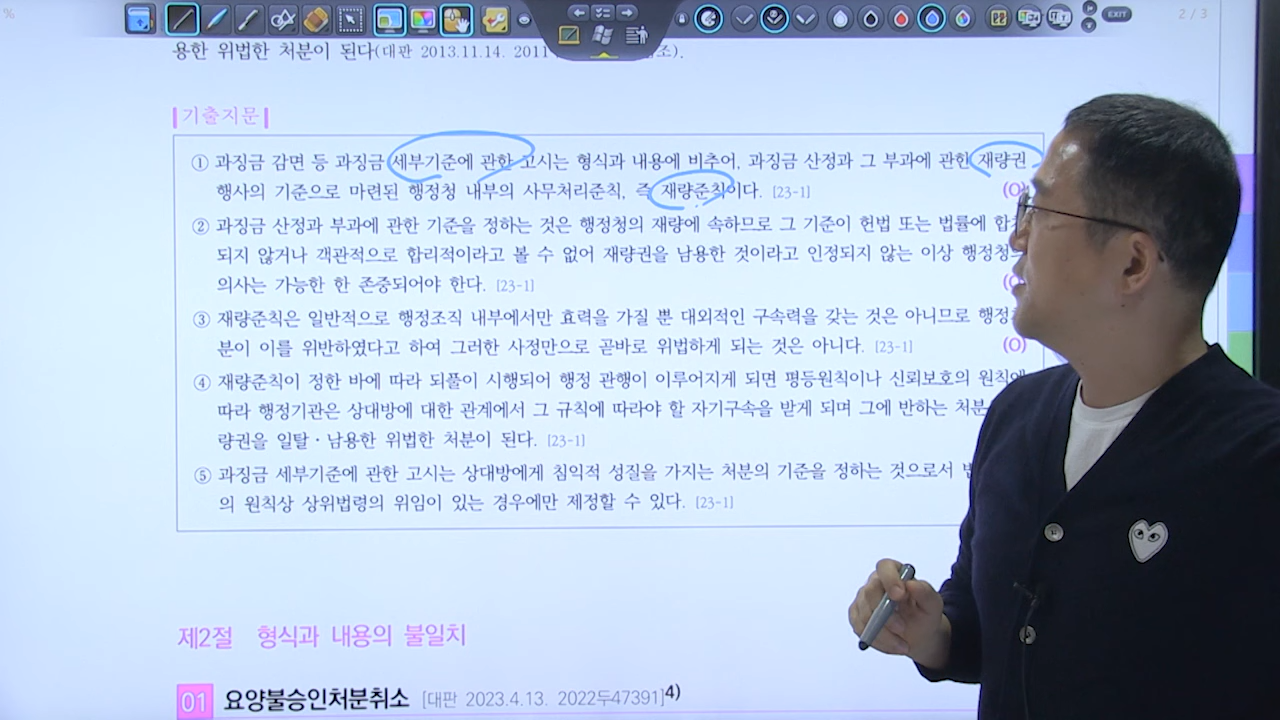 %
EXIT
2 / 3
용한 위법한 처분이 된다(대판 2013.11.14. 2011 조).
기출지문
① 과징금 감면 등 과징금 세부기준에 관한 고시는 형식과 내용에 비추어, 과징금 산정과 그 부과에 관한 재량권
행사의 기준으로 마련된 행정청 내부의 사무처리준칙, 즉 재량준칙이다. [23-1] (O)
② 과징금 산정과 부과에 관한 기준을 정하는 것은 행정청의 재량에 속하므로 그 기준이 헌법 또는 법률에 합치
되지 않거나 객관적으로 합리적이라고 볼 수 없어 재량권을 남용한 것이라고 인정되지 않는 이상 행정청의
의사는 가능한 한 존중되어야 한다. [23-1]
③ 재량준칙은 일반적으로 행정조직 내부에서만 효력을 가질 뿐 대외적인 구속력을 갖는 것은 아니므로 행정
분이 이를 위반하였다고 하여 그러한 사정만으로 곧바로 위법하게 되는 것은 아니다. [23-1] (O)
④ 재량준칙이 정한 바에 따라 되풀이 시행되어 행정 관행이 이루어지게 되면 평등원칙이나 신뢰보호의 원칙에
따라 행정기관은 상대방에 대한 관계에서 그 규칙에 따라야 할 자기구속을 받게 되며 그에 반하는 처분
량권을 일탈·남용한 위법한 처분이 된다. [23-1]
⑤ 과징금 세부기준에 관한 고시는 상대방에게 침익적 성질을 가지는 처분의 기준을 정하는 것으로서
의 원칙상 상위법령의 위임이 있는 경우에만 제정할 수 있다. [23-1]
제2절 형식과 내용의 불일치
01 요양불승인처분취소 [대판 2023.4.13. 2022두47391]4)